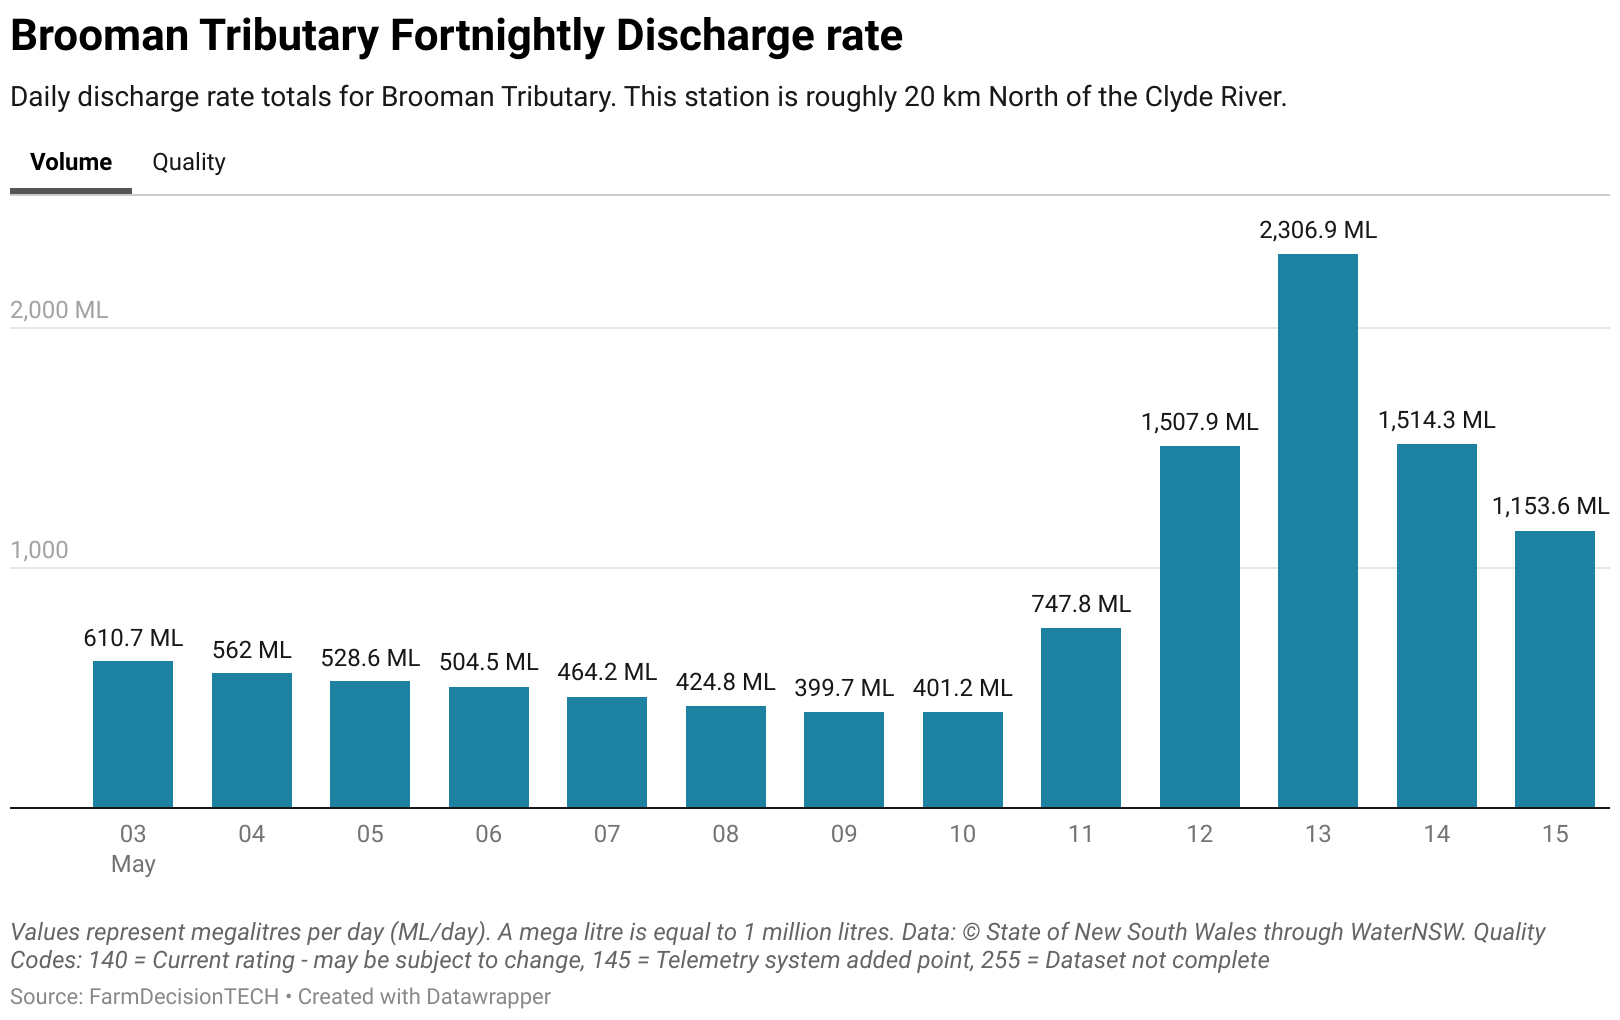 Brooman Tributary Fortnightly Discharge rate
Daily discharge rate totals for Brooman Tributary. This station is roughly 20 km North of the Clyde River.
Volume Quality
2,306.9 ML
2,000 ML
1,507.9 ML 1,514.3 ML
1,153.6 ML
1,000
747.8 ML
610.7 ML 562 ML 528.6 ML 504.5 ML 464.2 ML 424.8 ML 399.7 ML 401.2 ML
03 04 05 06 07 08 09 10 11 12 13 14 15
May
Values represent megalitres per day (ML/day). A mega litre is equal to 1 million litres. Data: © State of New South Wales through WaterNSW. Quality
Codes: 140 = Current rating - may be subject to change, 145 = Telemetry system added point, 255 = Dataset not complete
Source: FarmDecisionTECH • Created with Datawrapper